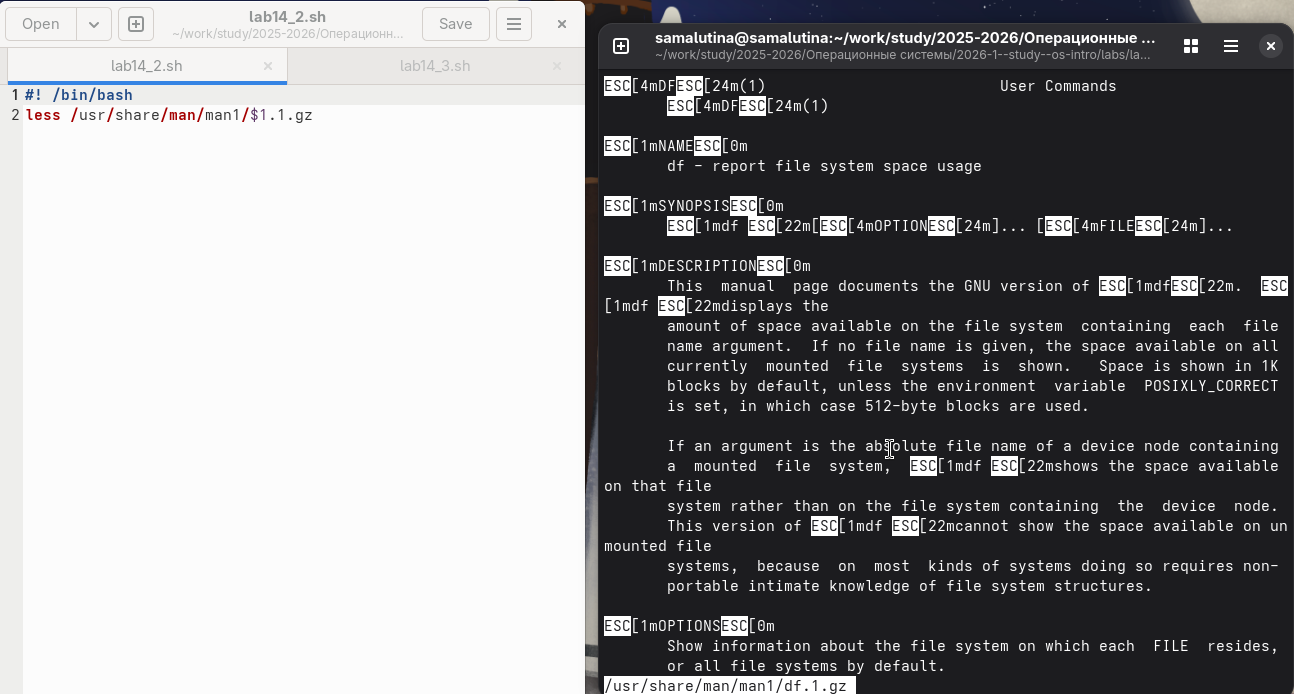 Open
lab14_2.sh
~/work/study/2025-2026/Операционн...
Save
lab14_2.sh
lab14_3.sh
1 #! /bin/bash
2 less /usr/share/man/man1/$1.1.gz
samalutina@samalutina:~/work/study/2025-2026/Операционные ...
~/work/study/2025-2026/Операционные системы/2026-1--study--os-intro/labs/la...
ESC[4mDFESC[24m(1) User Commands
ESC[4mDFESC[24m(1)
ESC[1mNAMEESC[0m
df - report file system space usage
ESC[1mSYNOPSISESC[0m
ESC[1mdf ESC[22m[ESC[4mOPTIONESC[24m]... [ESC[4mFILEESC[24m]...
ESC[1mDESCRIPTIONESC[0m
This  manual  page documents the GNU version of ESC[1mdfESC[22m.  ESC
[1mdf ESC[22mdisplays the
amount of space available on the file system  containing  each  file
name argument.  If no file name is given, the space available on all
currently  mounted  file  systems  is  shown.   Space is shown in 1K
blocks by default, unless the environment  variable  POSIXLY_CORRECT
is set, in which case 512-byte blocks are used.
If an argument is the absolute file name of a device node containing
a  mounted  file  system,  ESC[1mdf ESC[22mshows the space available
on that file
system rather than on the file system containing  the  device  node.
This version of ESC[1mdf ESC[22mcannot show the space available on un
mounted file
systems,  because  on  most  kinds of systems doing so requires non-
portable intimate knowledge of file system structures.
ESC[1mOPTIONSESC[0m
Show information about the file system on which each  FILE  resides,
or all file systems by default.
/usr/share/man/man1/df.1.gz